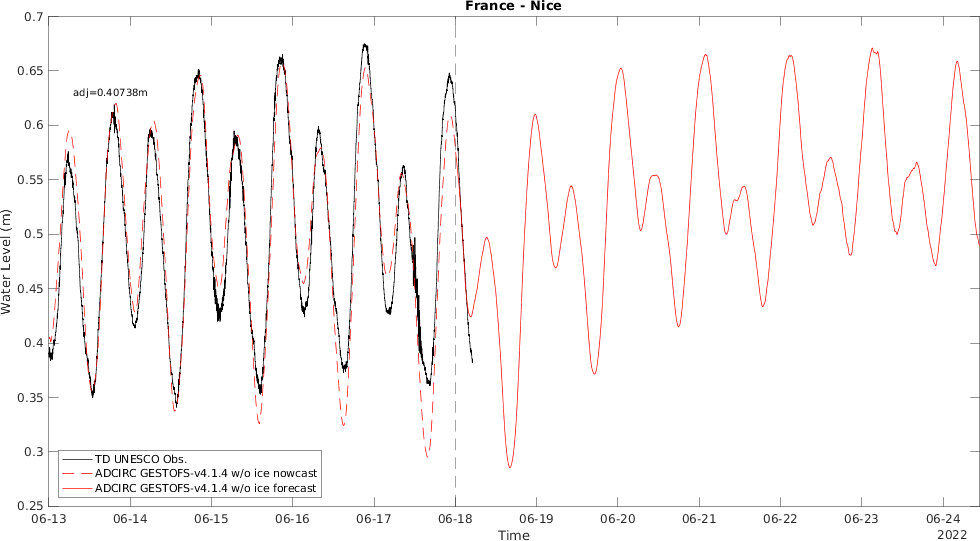 France - Nice
0.7
0.65
adj=0.40738m
0.6
0.55
0.5
0.45
0.4
0.35
0.3
0.25
Water Level (m)
TD UNESCO Obs.
ADCIRC GESTOFS-v4.1.4 w/o ice nowcast
ADCIRC GESTOFS-v4.1.4 w/o ice forecast
06-13 06-14 06-15 06-16 06-17 06-18 06-19 06-20 06-21 06-22 06-23 06-24
Time
2022